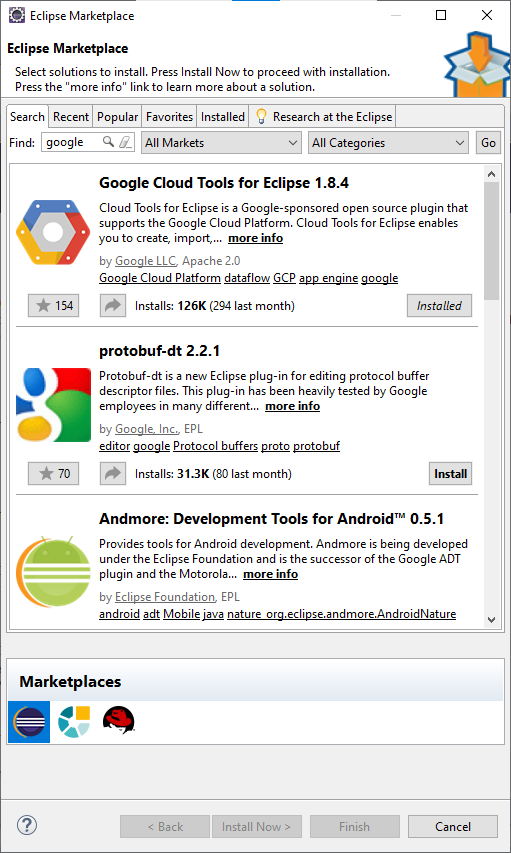 Eclipse Marketplace
Eclipse Marketplace
Select solutions to install. Press Install Now to proceed with installation.
Press the "more info" link to learn more about a solution.
Search Recent Popular Favorites Installed Research at the Eclipse
Find: google All Markets All Categories Go
Google Cloud Tools for Eclipse 1.8.4
Cloud Tools for Eclipse is a Google-sponsored open source plugin that
supports the Google Cloud Platform. Cloud Tools for Eclipse enables
you to create, import,... more info
by Google LLC, Apache 2.0
Google Cloud Platform dataflow GCP app engine google
154 Installs: 126K (294 last month) Installed
protobuf-dt 2.2.1
Protobuf-dt is a new Eclipse plug-in for editing protocol buffer
descriptor files. This plug-in has been heavily tested by Google
employees in many different... more info
by Google, Inc., EPL
editor google Protocol buffers proto protobuf
70 Installs: 31.3K (80 last month) Install
Andmore: Development Tools for Android™ 0.5.1
Provides tools for Android development. Andmore is being developed
under the Eclipse Foundation and is the successor of the Google ADT
plugin and the Motorola... more info
by Eclipse Foundation, EPL
android adt Mobile java nature_org.eclipse.andmore.AndroidNature
Marketplaces
? < Back Install Now > Finish Cancel